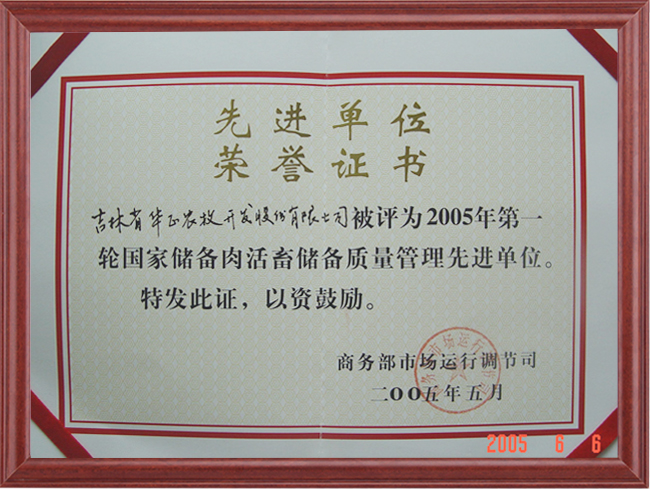 先进单位
荣誉证书
吉林省华正农牧开发股份有限公司被评为2005年第一
轮国家储备肉活畜储备质量管理先进单位。
特发此证，以资鼓励。
商务部市场运行调节司
二〇〇五年五月
2005 6 6